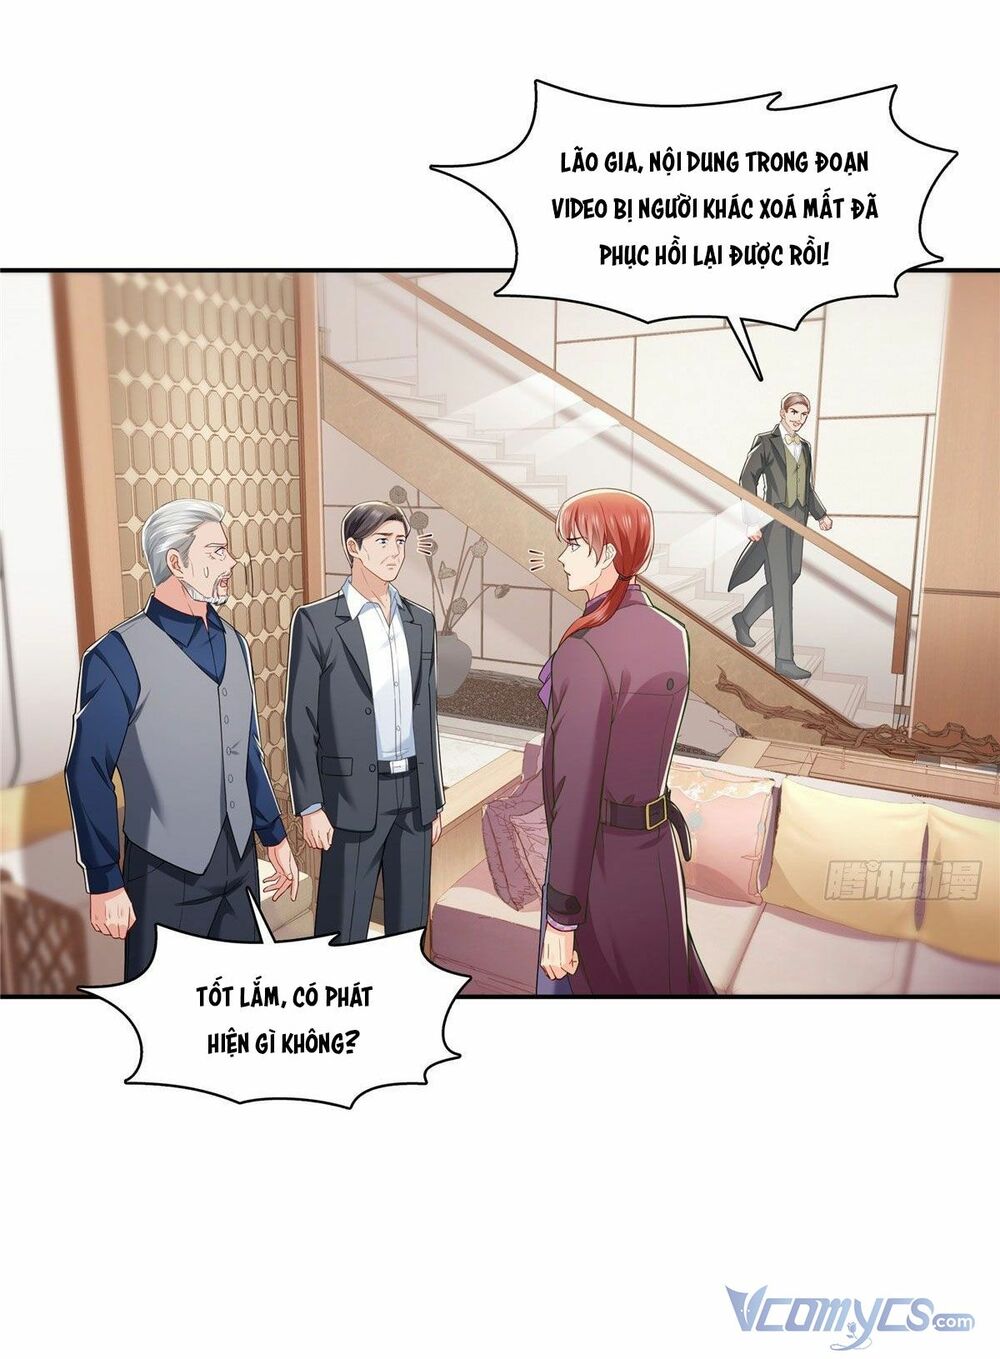 LÃO GIA, NỘI DUNG TRONG ĐOẠN
VIDEO BỊ NGƯỜI KHÁC XOÁ MẤT ĐÃ
PHỤC HỒI LẠI ĐƯỢC RỒI!
腾讯动漫
TỐT LẮM, CÓ PHÁT
HIỆN GÌ KHÔNG?
VCOMYCS.com